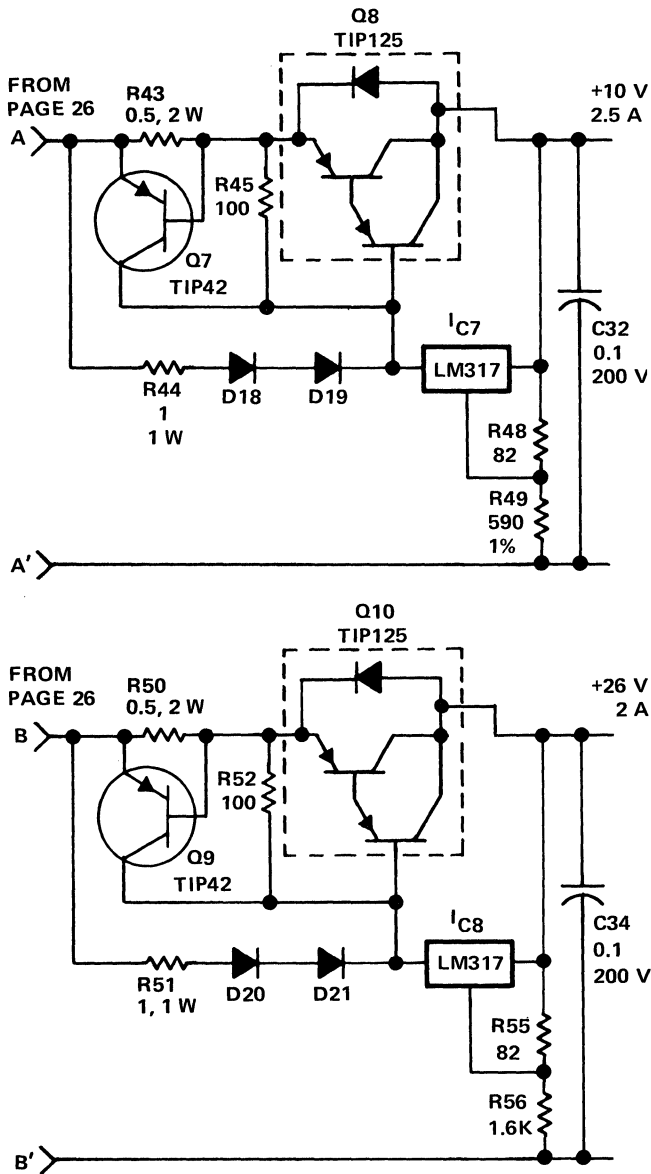 Q8
TIP125
FROM
PAGE 26
R43
0.5, 2 W
+10 V
2.5 A
A
R45
100
Q7
TIP42
IC7
LM317
R44
1
1 W
D18
D19
C32
0.1
200 V
R48
82
R49
590
1%
A'
Q10
TIP125
FROM
PAGE 26
R50
0.5, 2 W
+26 V
2 A
B
R52
100
Q9
TIP42
IC8
LM317
R51
1, 1 W
D20
D21
C34
0.1
200 V
R55
82
R56
1.6K
B'